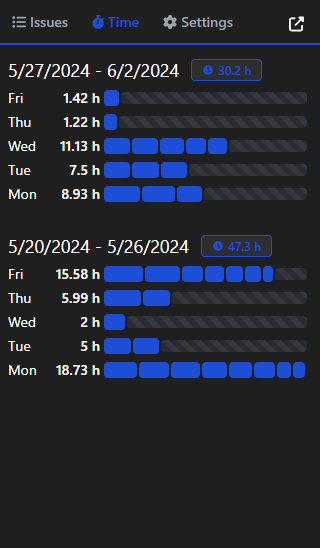 Issues Time Settings
5/27/2024 - 6/2/2024 30.2 h
Fri 1.42 h
Thu 1.22 h
Wed 11.13 h
Tue 7.5 h
Mon 8.93 h
5/20/2024 - 5/26/2024 47.3 h
Fri 15.58 h
Thu 5.99 h
Wed 2 h
Tue 5 h
Mon 18.73 h